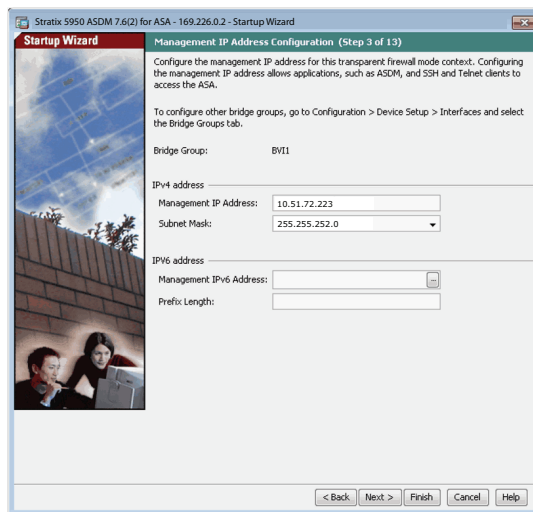 Stratix 5950 ASDM 7.6(2) for ASA - 169.226.0.2 - Startup Wizard
Startup Wizard
Management IP Address Configuration (Step 3 of 13)
Configure the management IP address for this transparent firewall mode context. Configuring
the management IP address allows applications, such as ASDM, and SSH and Telnet clients to
access the ASA.
To configure other bridge groups, go to Configuration > Device Setup > Interfaces and select
the Bridge Groups tab.
Bridge Group: BVI1
IPv4 address
Management IP Address: 10.51.72.223
Subnet Mask: 255.255.252.0
IPV6 address
Management IPv6 Address: ...
Prefix Length:
< Back Next > Finish Cancel Help